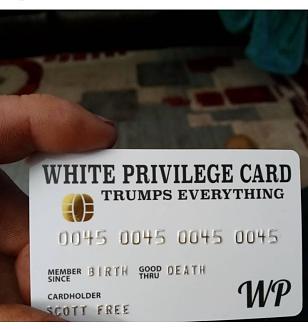 WHITE PRIVILEGE CARD
TRUMPS EVERYTHING
0045 0045 0045 0045
MEMBER SINCE BIRTH GOOD THRU DEATH
CARDHOLDER
SCOTT FREE
WP